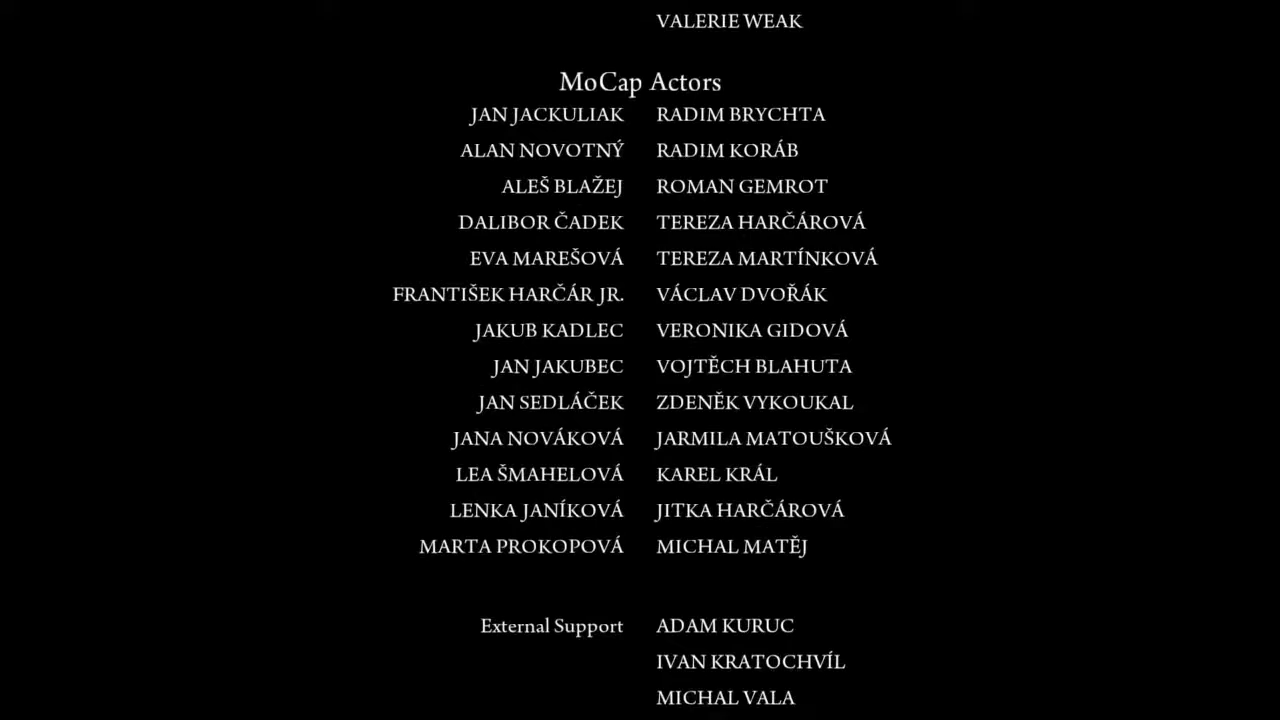 VALERIE WEAK
MoCap Actors
JAN JACKULIAK RADIM BRYCHTA
ALAN NOVOTNÝ RADIM KORÁB
ALEŠ BLAŽEJ ROMAN GEMROT
DALIBOR ČADEK TEREZA HARČÁROVÁ
EVA MAREŠOVÁ TEREZA MARTÍNKOVÁ
FRANTIŠEK HARČÁR JR. VÁCLAV DVOŘÁK
JAKUB KADLEC VERONIKA GIDOVÁ
JAN JAKUBEC VOJTĚCH BLAHUTA
JAN SEDLÁČEK ZDENĚK VYKOUKAL
JANA NOVÁKOVÁ JARMILA MATOUŠKOVÁ
LEA ŠMAHELOVÁ KAREL KRÁL
LENKA JANÍKOVÁ JITKA HARČÁROVÁ
MARTA PROKOPOVÁ MICHAL MATĚJ
External Support ADAM KURUC
IVAN KRATOCHVÍL
MICHAL VALA